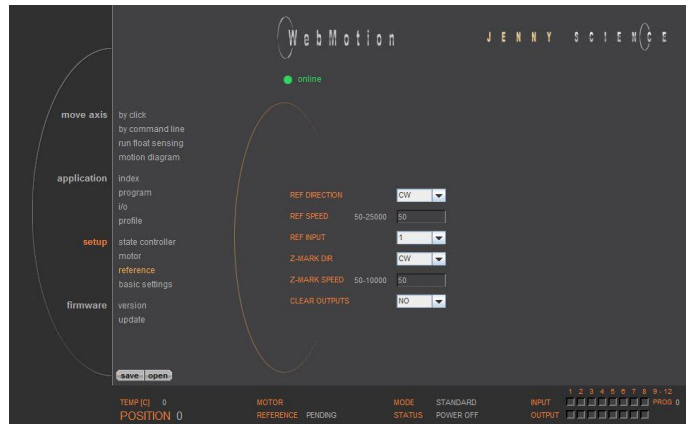 WebMotion
JENNY SCIENCE
online
move axis
by click
by command line
run float sensing
motion diagram
application
index
program
i/o
profile
setup
state controller
motor
reference
basic settings
firmware
version
update
REF DIRECTION CW
REF SPEED 50-25000 50
REF INPUT 1
Z-MARK DIR CW
Z-MARK SPEED 50-10000 50
CLEAR OUTPUTS NO
save open
1 2 3 4 5 6 7 8 9-12
TEMP [C] 0 MOTOR MODE STANDARD INPUT PROG 0
POSITION 0 REFERENCE PENDING STATUS POWER OFF OUTPUT